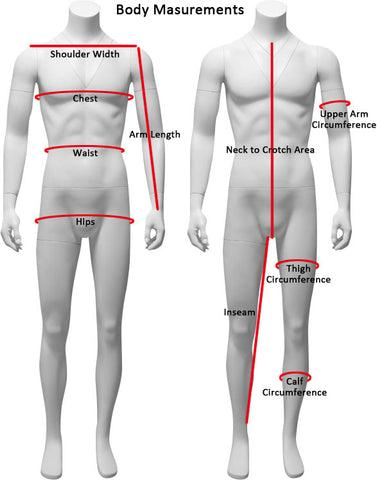 Body Masurements
Shoulder Width
Chest
Arm Length
Waist
Hips
Upper Arm
Circumference
Neck to Crotch Area
Thigh
Circumference
Inseam
Calf
Circumference